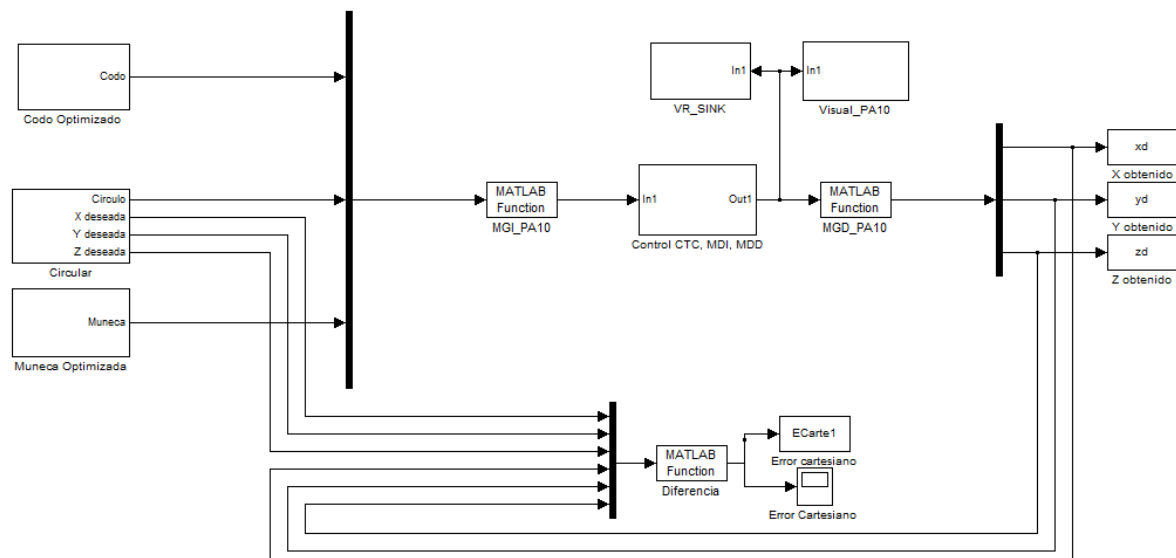 Codo
Codo Optimizado
Circulo
X deseada
Y deseada
Z deseada
Circular
Muneca
Muneca Optimizada
MATLAB
Function
MGI_PA10
In1
Out1
Control CTC, MDI, MDD
In1
VR_SINK
In1
Visual_PA10
MATLAB
Function
MGD_PA10
xd
X obtenido
yd
Y obtenido
zd
Z obtenido
MATLAB
Function
Diferencia
ECarte1
Error cartesiano
Error Cartesiano